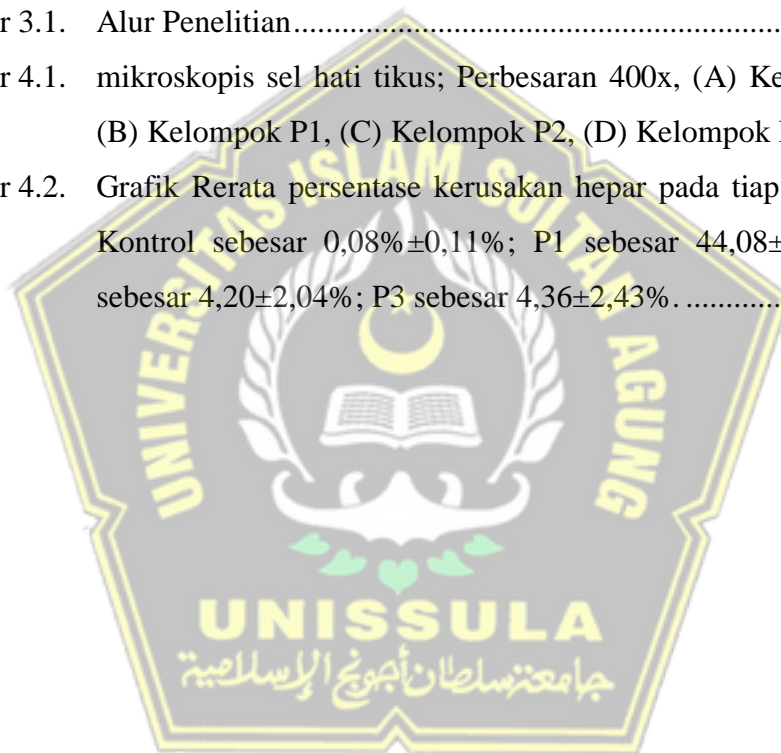 r 3.1. Alur Penelitian.......................................................................
r 4.1. mikroskopis sel hati tikus; Perbesaran 400x, (A)
(B) Kelompok P1, (C) Kelompok P2, (D) Kelompok
r 4.2. Grafik Rerata persentase kerusakan hepar pada tiap
Kontrol sebesar 0,08%±0,11%; P1 sebesar 44,08±
sebesar 4,20±2,04%; P3 sebesar 4,36±2,43%. ............
UNIVERSITAS ISLAM SULTAN AGUNG
UNISSULA
جامعة سلطان أجونج الإسلامية